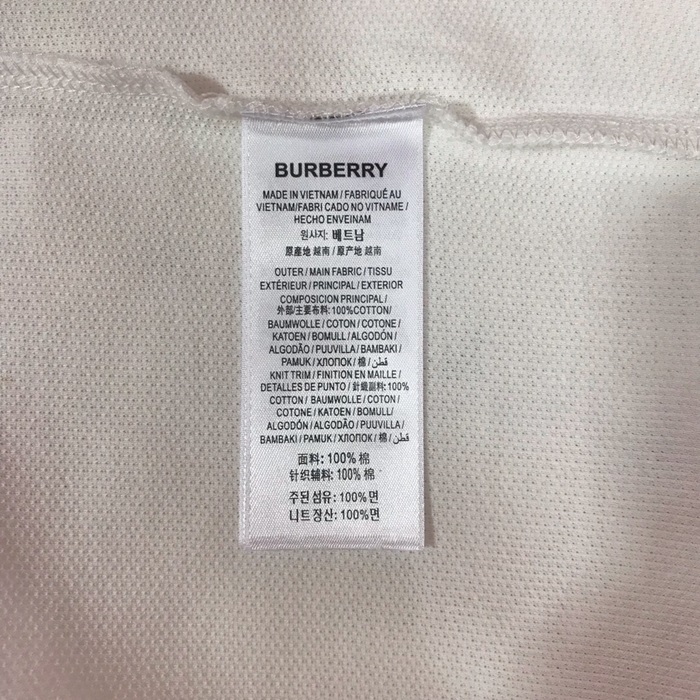 BURBERRY
MADE IN VIETNAM / FABRIQUÉ AU
VIETNAM/FABRI CADO NO VITNAME /
HECHO ENVEINAM
원사지: 베트남
原產地 越南 / 原产地 越南
OUTER / MAIN FABRIC / TISSU
EXTÉRIEUR / PRINCIPAL / EXTERIOR
COMPOSICION PRINCIPAL /
外部/主要布料: 100%COTTON/
BAUMWOLLE / COTON / COTONE /
KATOEN / BOMULL / ALGODÓN /
ALGODÃO / PUUVILLA / BAMBAKI /
PAMUK / ХЛОПОК / 棉 / قطن/
KNIT TRIM / FINITION EN MAILLE /
DETALLES DE PUNTO / 針織副料: 100%
COTTON / BAUMWOLLE / COTON /
COTONE / KATOEN / BOMULL/
ALGODÓN / ALGODÃO / PUUVILLA /
BAMBAKI / PAMUK / ХЛОПОК / 棉 / قطن/
面料: 100% 棉
针织辅料: 100% 棉
주된 섬유: 100% 면
니트 장산: 100% 면